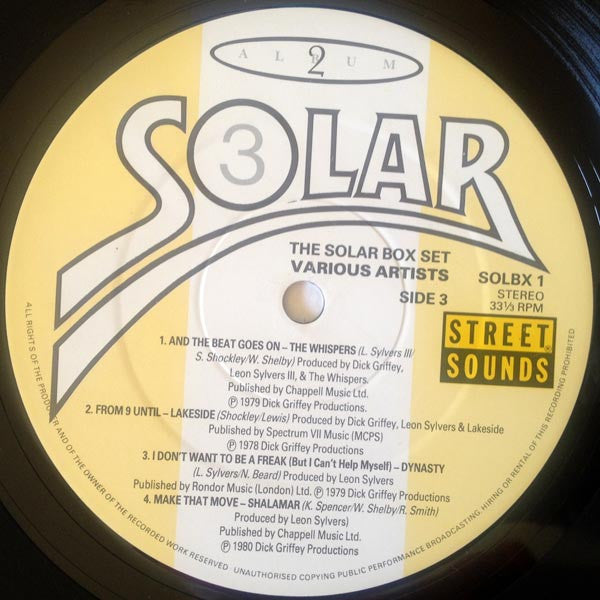 ALBUM
2
SOLAR
3
THE SOLAR BOX SET
VARIOUS ARTISTS
SIDE 3
SOLBX 1
STEREO
33⅓ RPM
STREET
SOUNDS
1. AND THE BEAT GOES ON – THE WHISPERS (L. Sylvers III/
S. Shockley/W. Shelby) Produced by Dick Griffey,
Leon Sylvers III, & The Whispers.
Published by Chappell Music Ltd.
℗ 1979 Dick Griffey Productions.
2. FROM 9 UNTIL – LAKESIDE (Shockley/Lewis) Produced by Dick Griffey, Leon Sylvers & Lakeside
Published by Spectrum VII Music (MCPS)
℗ 1978 Dick Griffey Productions
3. I DON'T WANT TO BE A FREAK (But I Can't Help Myself) – DYNASTY
(L. Sylvers/N. Beard) Produced by Leon Sylvers
Published by Rondor Music (London) Ltd. ℗ 1979 Dick Griffey Productions
4. MAKE THAT MOVE – SHALAMAR (K. Spencer/W. Shelby/R. Smith)
Produced by Leon Sylvers)
Published by Chappell Music Ltd.
℗ 1980 Dick Griffey Productions
ALL RIGHTS OF THE PRODUCER AND OF THE OWNER OF THE RECORDED WORK RESERVED UNAUTHORISED COPYING PUBLIC PERFORMANCE BROADCASTING HIRING OR RENTAL OF THIS RECORDING PROHIBITED